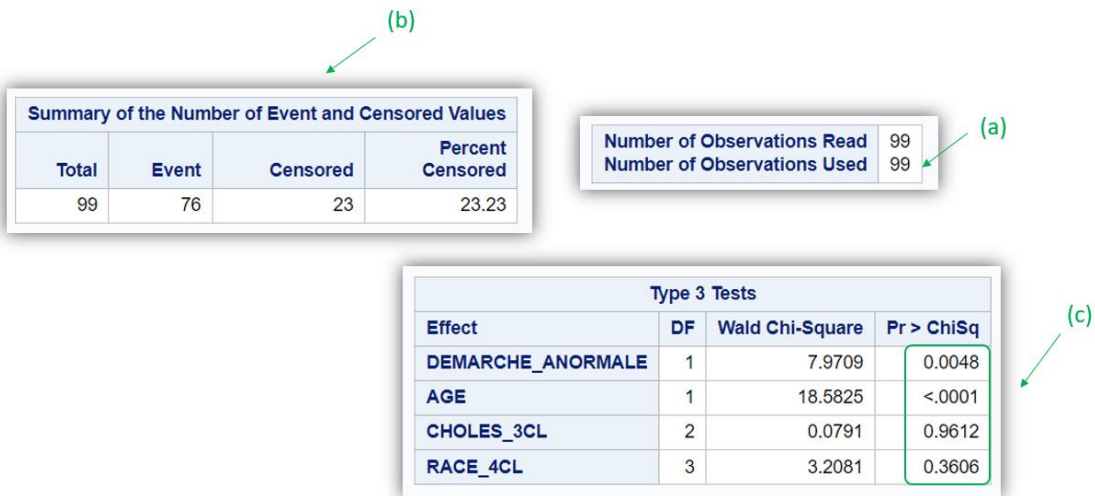 (b)
Summary of the Number of Event and Censored Values
Total Event Censored Percent Censored
99 76 23 23.23
Number of Observations Read 99
Number of Observations Used 99
(a)
Type 3 Tests
Effect DF Wald Chi-Square Pr > ChiSq
DEMARCHE_ANORMALE 1 7.9709 0.0048
AGE 1 18.5825 <.0001
CHOLES_3CL 2 0.0791 0.9612
RACE_4CL 3 3.2081 0.3606
(c)